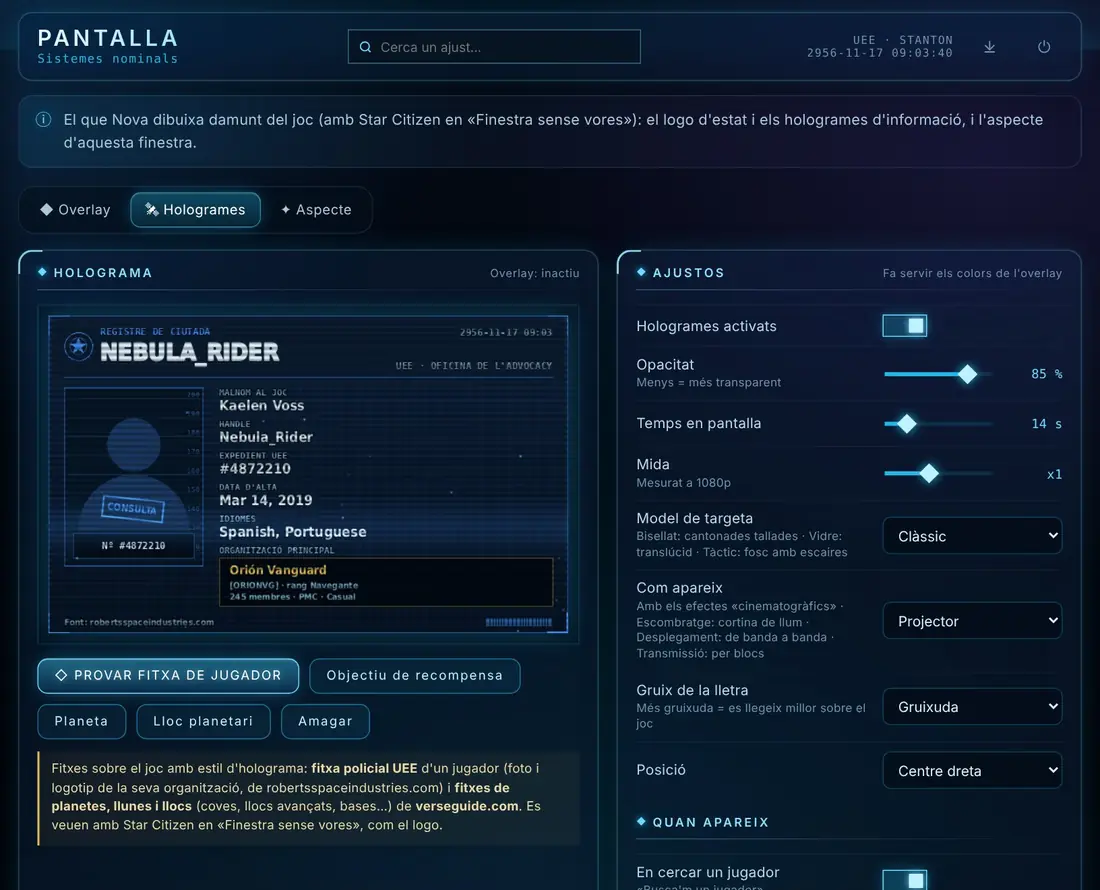 PANTALLA
Sistemes nominals
Cerca un ajust...
UEE · STANTON
2956-11-17 09:03:40
El que Nova dibuixa damunt del joc (amb Star Citizen en «Finestra sense vores»): el logo d'estat i els hologrames d'informació, i l'aspecte
d'aquesta finestra.
Overlay
Hologrames
Aspecte
HOLOGRAMA
Overlay: inactiu
REGISTRE DE CIUTADA
2956-11-17 09:03
NEBULA_RIDER
UEE · OFICINA DE L'ADVOCACY
MALNOM AL JOC
Kaelen Voss
HANDLE
Nebula_Rider
EXPEDIENT UEE
#4872210
DATA D'ALTA
Mar 14, 2019
IDIOMES
Spanish, Portuguese
ORGANITZACIÓ PRINCIPAL
Orión Vanguard
[ORIONVG] · rang Navegante
245 membres · PMC · Casual
CONSULTA
Nº #4872210
Font: robertsspaceindustries.com
PROVAR FITXA DE JUGADOR
Objectiu de recompensa
Planeta
Lloc planetari
Amagar
Fitxes sobre el joc amb estil d'holograma: fitxa policial UEE d'un jugador (foto i
logotip de la seva organització, de robertsspaceindustries.com) i fitxes de
planetes, llunes i llocs (coves, llocs avançats, bases...) de verseguide.com. Es
veuen amb Star Citizen en «Finestra sense vores», com el logo.
AJUSTOS
Fa servir els colors de l'overlay
Hologrames activats
Opacitat
Menys = més transparent
85 %
Temps en pantalla
14 s
Mida
Mesurat a 1080p
x1
Model de targeta
Bisellat: cantonades tallades · Vidre:
translúcid · Tàctic: fosc amb escaires
Clàssic
Com apareix
Amb els efectes «cinematogràfics» ·
Escombratge: cortina de llum ·
Desplegament: de banda a banda ·
Transmissió: per blocs
Projector
Gruix de la lletra
Més gruixuda = es llegeix millor sobre el
joc
Gruixuda
Posició
Centre dreta
QUAN APAREIX
En cercar un jugador
«Busca'm un jugador»